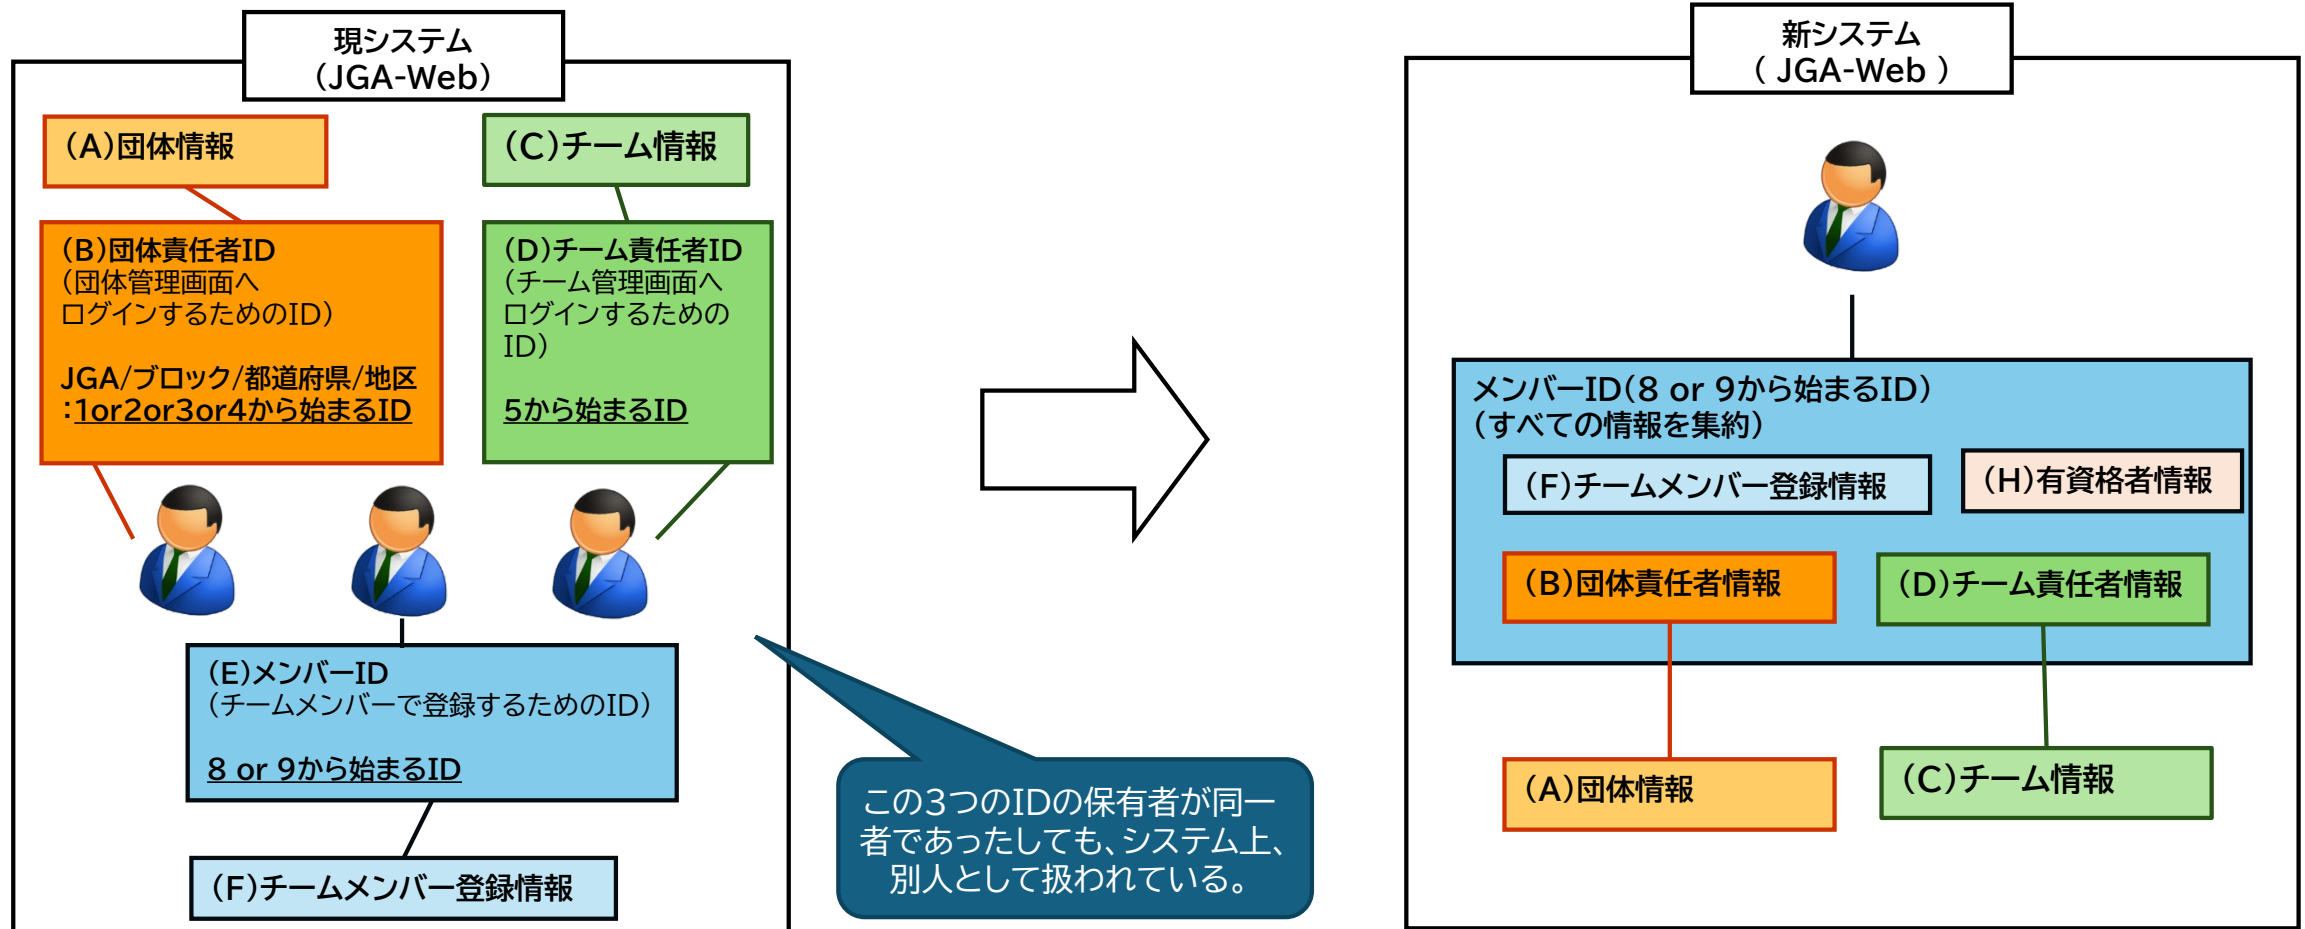 現システム
（JGA-Web）
（A）団体情報
（C）チーム情報
（B）団体責任者ID
（団体管理画面へ
ログインするためのID）
JGA/ブロック/都道府県/地区
：1or2or3or4から始まるID
（D）チーム責任者ID
（チーム管理画面へ
ログインするための
ID）
5から始まるID
（E）メンバーID
（チームメンバーで登録するためのID）
8 or 9から始まるID
（F）チームメンバー登録情報
この3つのIDの保有者が同一
者であったしても、システム上、
別人として扱われている。
新システム
（ JGA-Web ）
メンバーID（8 or 9から始まるID）
（すべての情報を集約）
（F）チームメンバー登録情報
（H）有資格者情報
（B）団体責任者情報
（D）チーム責任者情報
（A）団体情報
（C）チーム情報